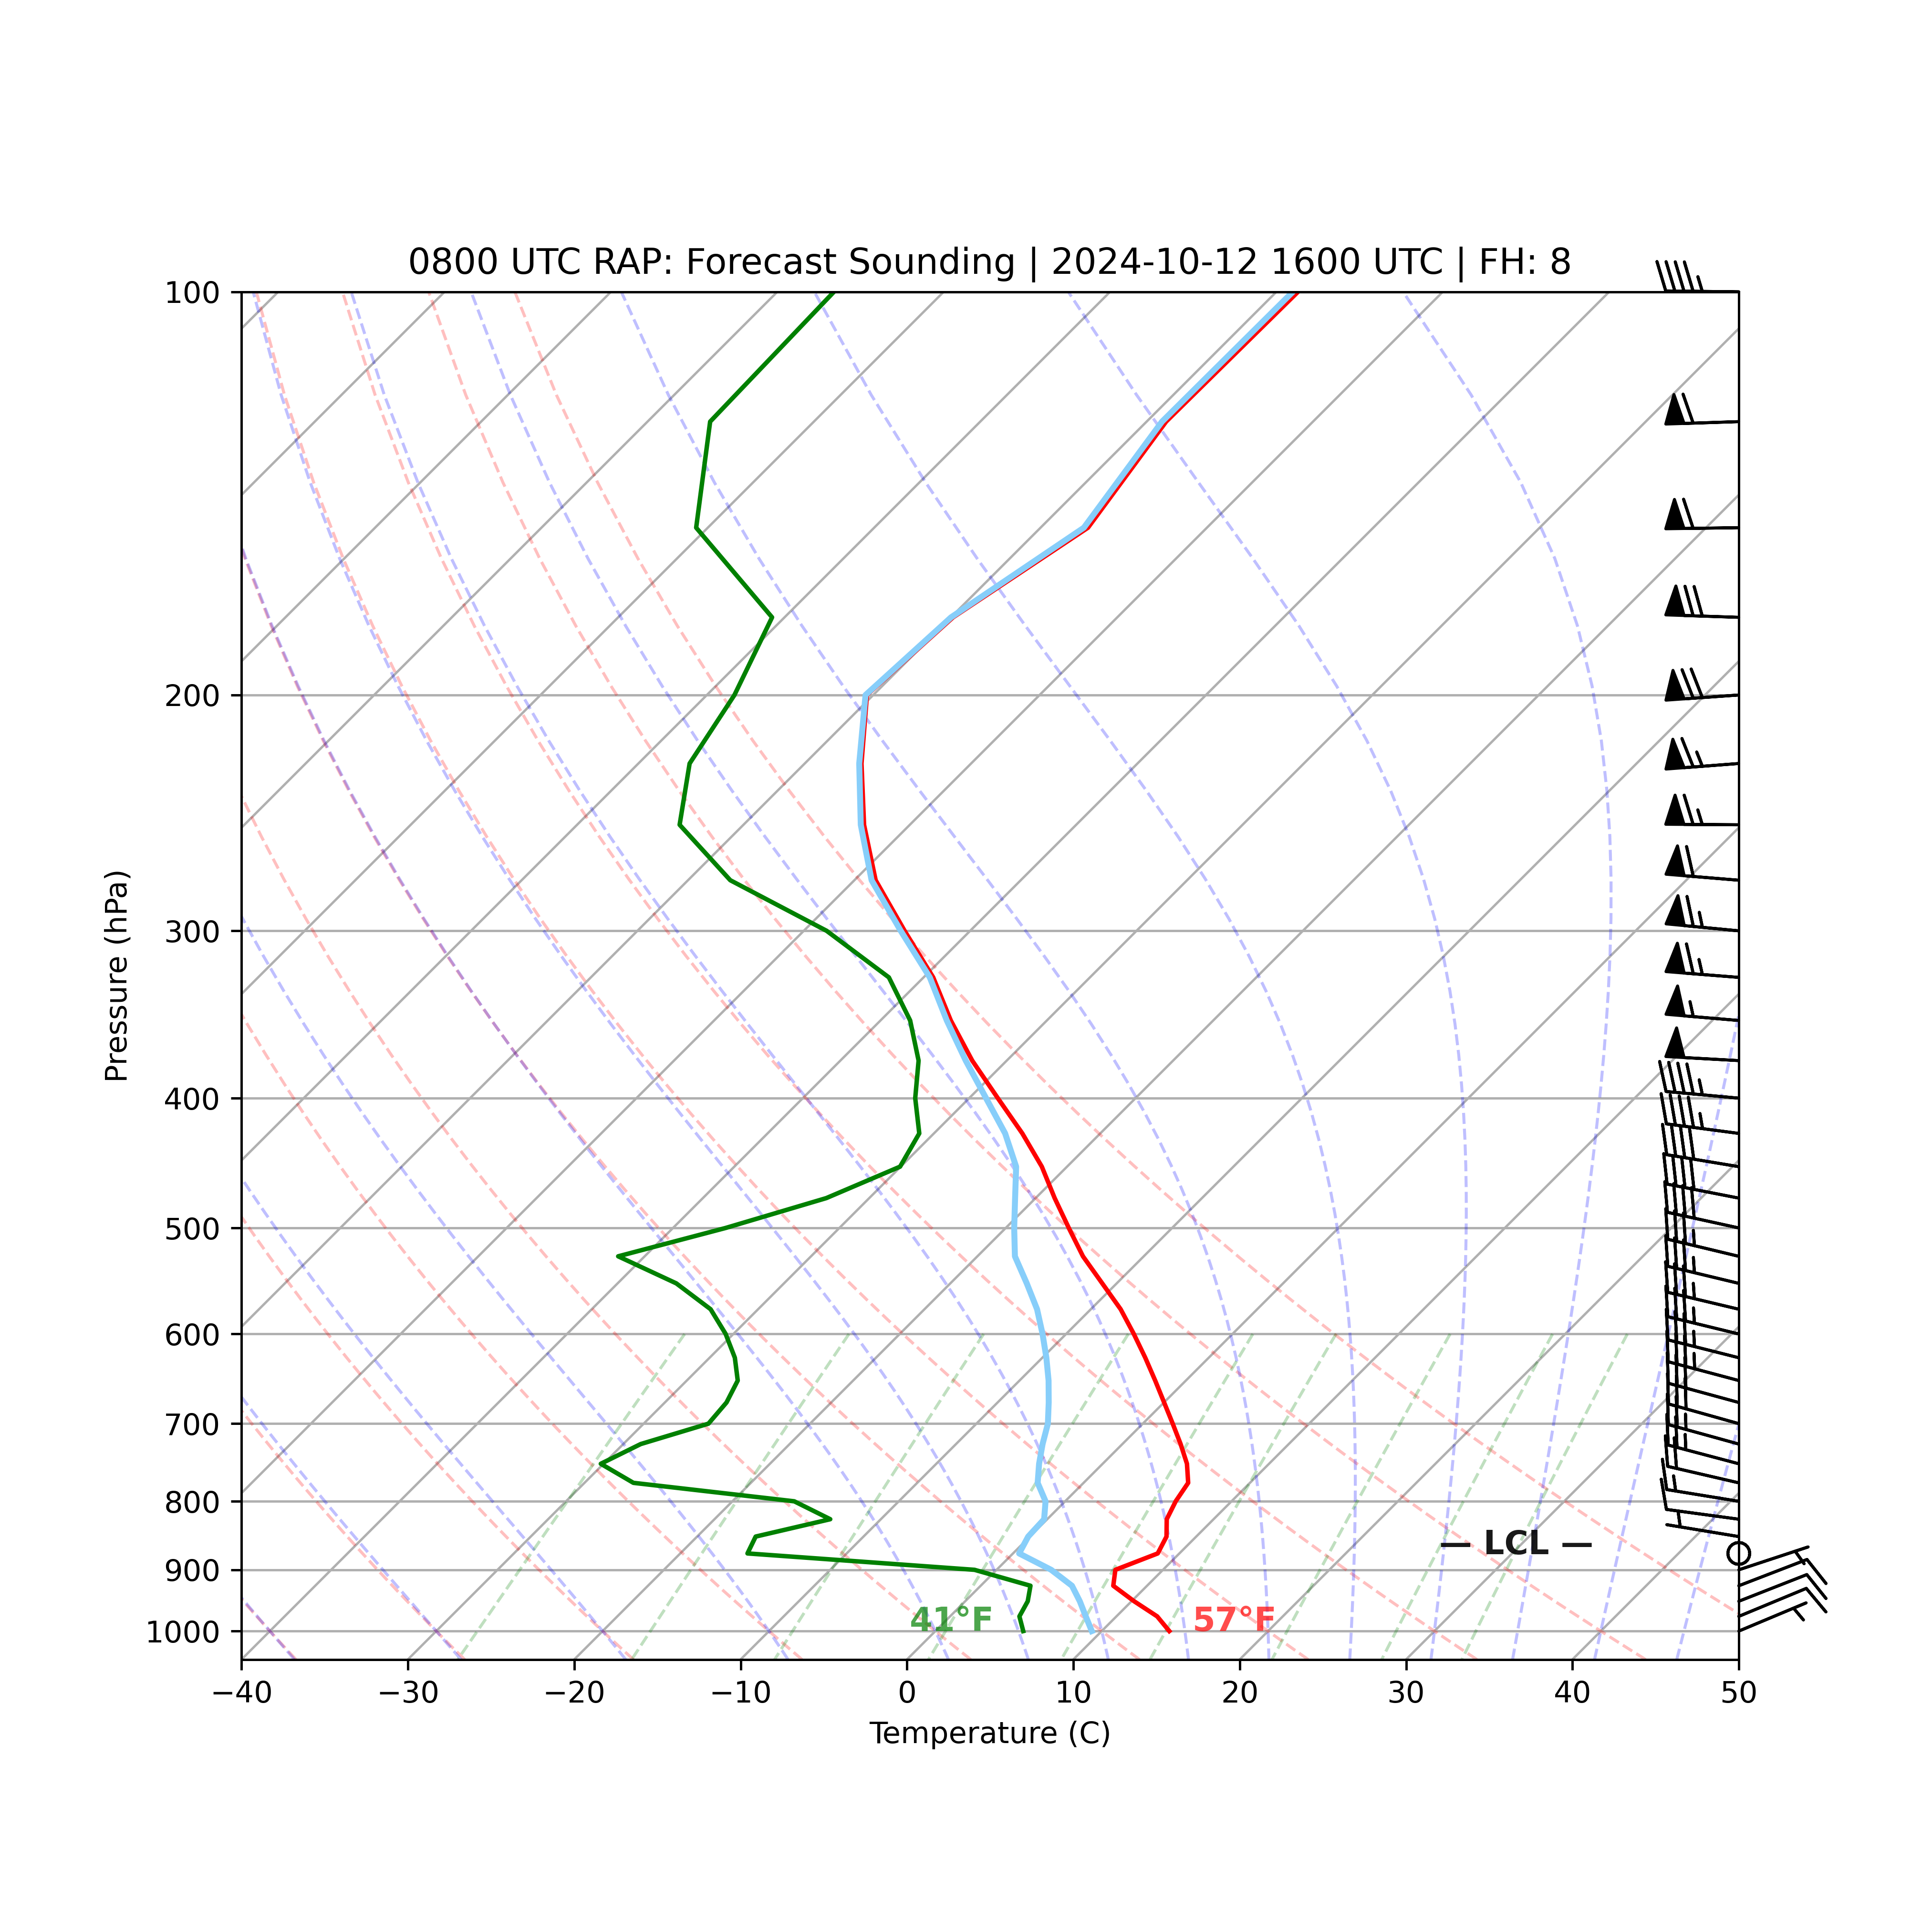 0800 UTC RAP: Forecast Sounding | 2024-10-12 1600 UTC | FH: 8
100
200
300
400
500
600
700
800
900
1000
Pressure (hPa)
— LCL —
41°F
57°F
−40 −30 −20 −10 0 10 20 30 40 50
Temperature (C)